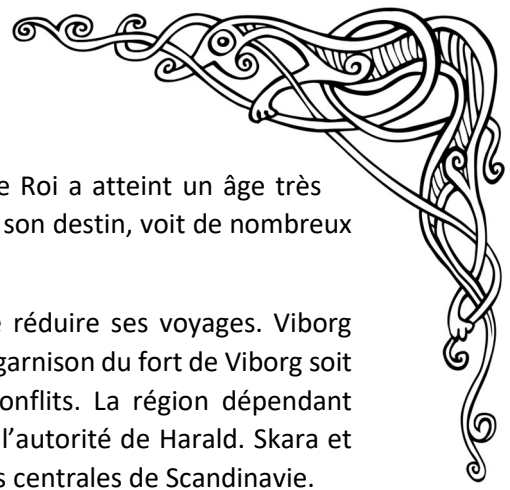 e Roi a atteint un âge très
son destin, voit de nombreux
réduire ses voyages. Viborg
garnison du fort de Viborg soit
onflits. La région dépendant
l’autorité de Harald. Skara et
s centrales de Scandinavie.